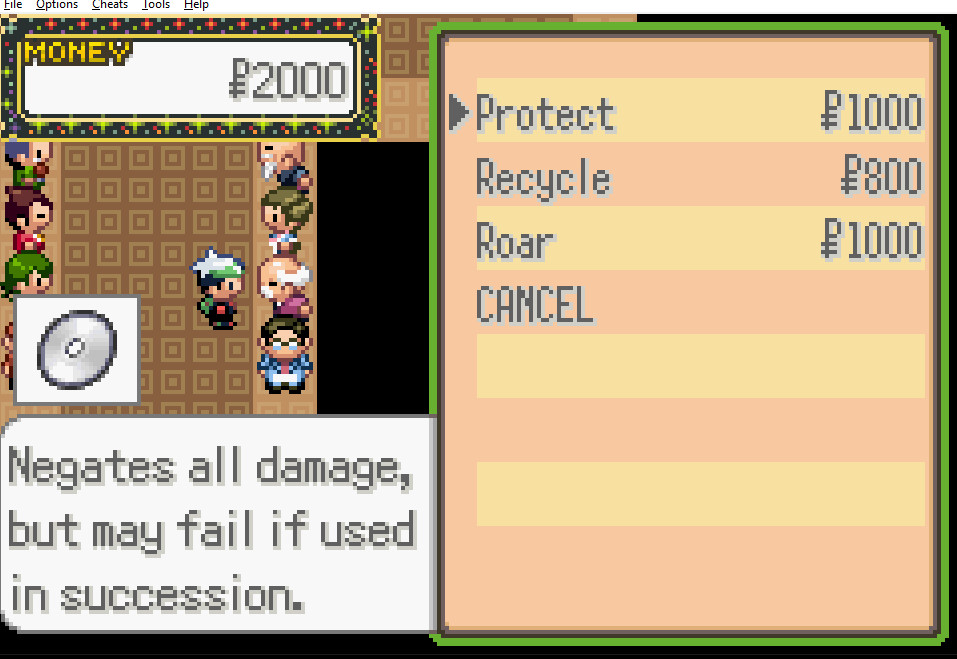 File Options Cheats Tools Help
MONEY
₽2000
Protect ₽1000
Recycle ₽800
Roar ₽1000
CANCEL
Negates all damage,
but may fail if used
in succession.